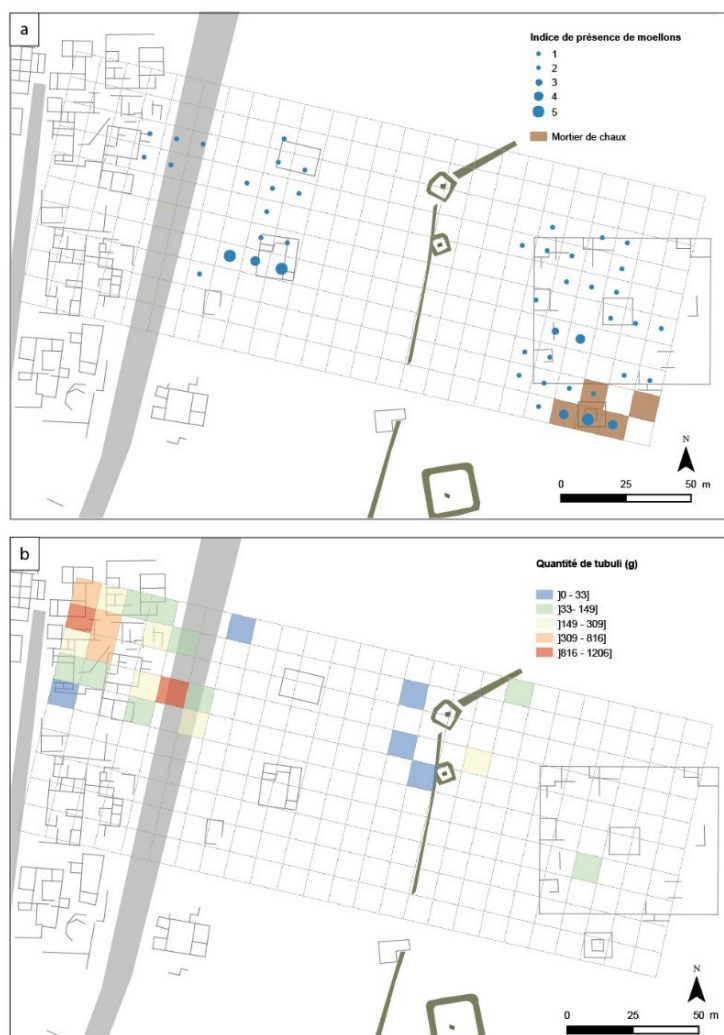 a
Indice de présence de moellons
1
2
3
4
5
Mortier de chaux
N
0 25 50 m
b
Quantité de tubuli (g)
]0 - 33]
]33 - 149]
]149 - 309]
]309 - 816]
]816 - 1206]
N
0 25 50 m